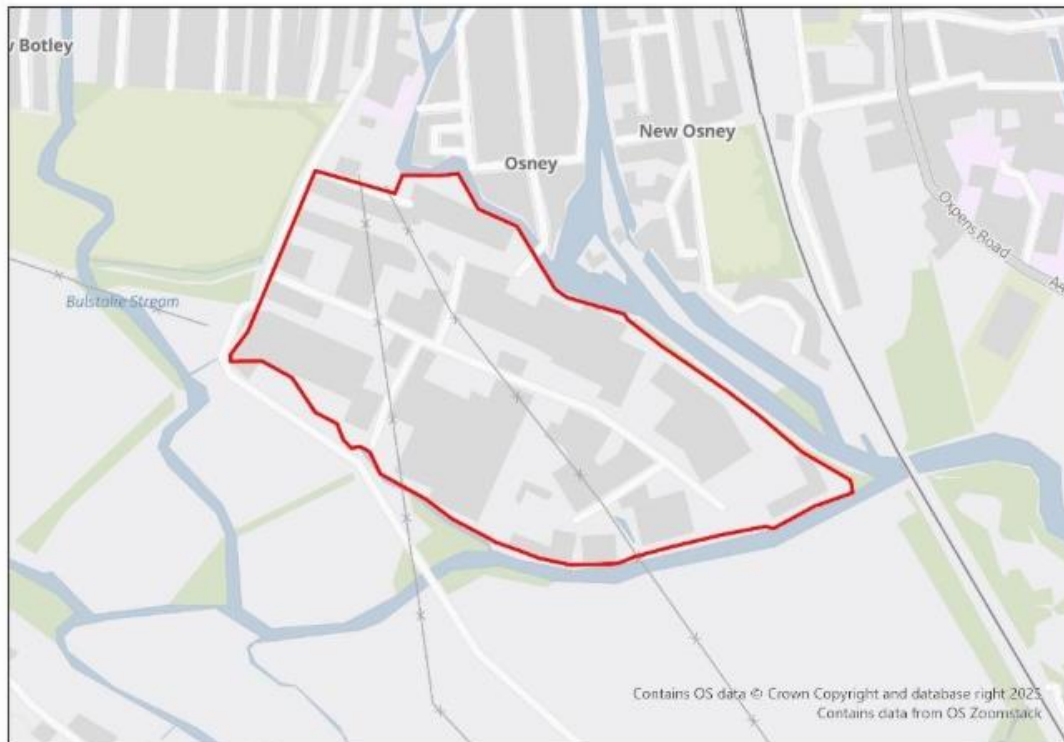 Botley
New Osney
Osney
Oxpens Road
Bulstake Stream
Contains OS data © Crown Copyright and database right 2025
Contains data from OS Zoomstack